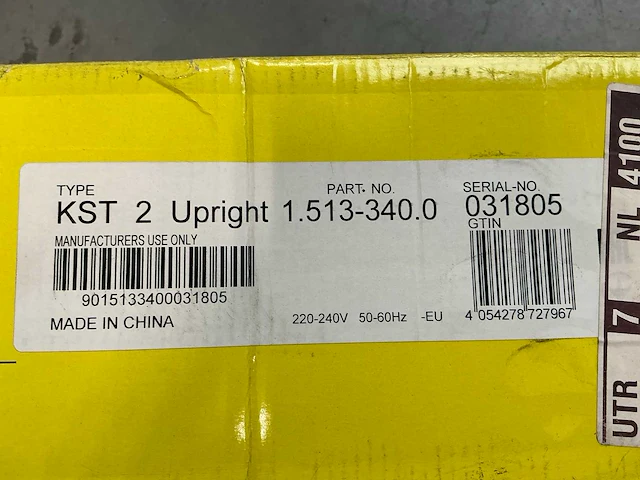 TYPE
PART. NO.
SERIAL-NO.
KST 2 Upright 1.513-340.0
031805
MANUFACTURERS USE ONLY
GTIN
9015133400031805
4 054278 727967
MADE IN CHINA
220-240V 50-60Hz -EU
UTR 7 NL 4100